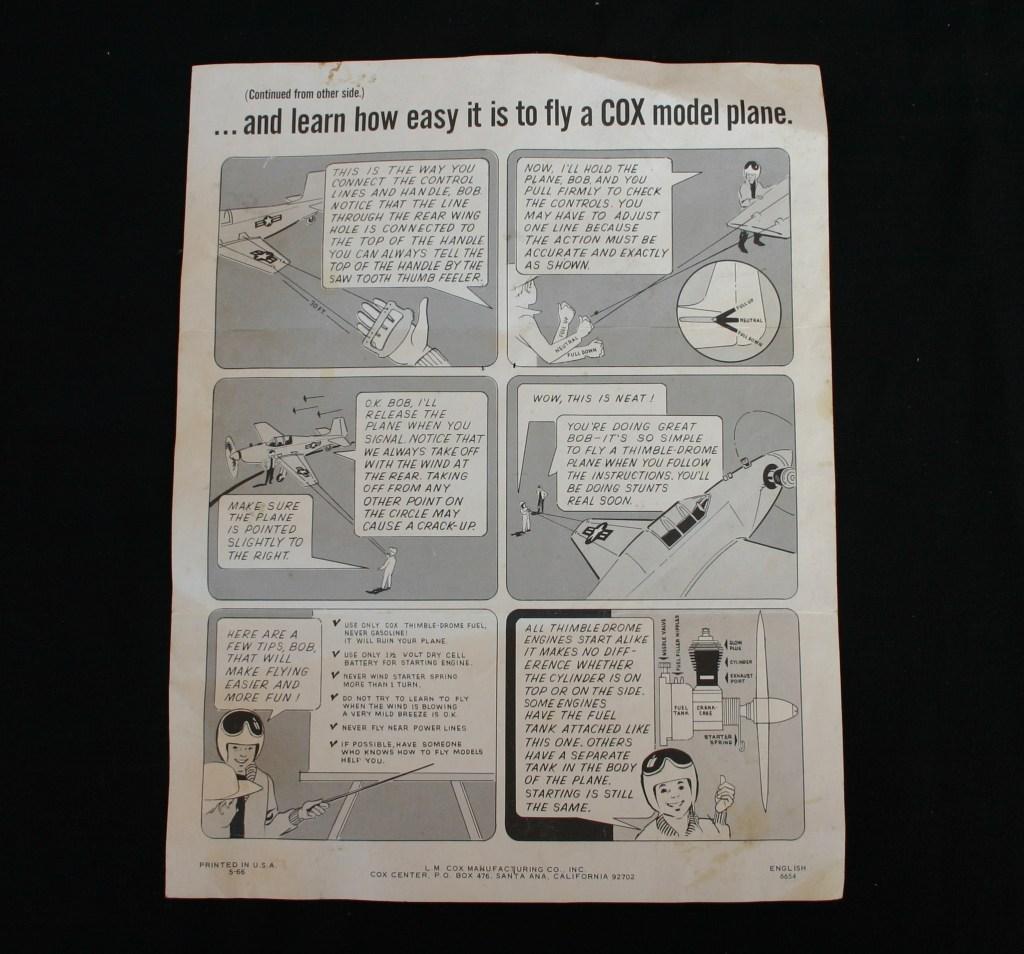 (Continued from other side.)
... and learn how easy it is to fly a COX model plane.
THIS IS THE WAY YOU
CONNECT THE CONTROL
LINES AND HANDLE, BOB.
NOTICE THAT THE LINE
THROUGH THE REAR WING
HOLE IS CONNECTED TO
THE TOP OF THE HANDLE
YOU CAN ALWAYS TELL THE
TOP OF THE HANDLE BY THE
SAW TOOTH THUMB FEELER.
NOW, I'LL HOLD THE
PLANE, BOB, AND YOU
PULL FIRMLY TO CHECK
THE CONTROLS. YOU
MAY HAVE TO ADJUST
ONE LINE BECAUSE
THE ACTION MUST BE
ACCURATE AND EXACTLY
AS SHOWN.
FULL UP
NEUTRAL
FULL DOWN
FULL UP
NEUTRAL
FULL DOWN
O.K. BOB, I'LL
RELEASE THE
PLANE WHEN YOU
SIGNAL. NOTICE THAT
WE ALWAYS TAKE OFF
WITH THE WIND AT
THE REAR. TAKING
OFF FROM ANY
OTHER POINT ON
THE CIRCLE MAY
CAUSE A CRACK-UP.
MAKE SURE
THE PLANE
IS POINTED
SLIGHTLY TO
THE RIGHT.
WOW, THIS IS NEAT!
YOU'RE DOING GREAT
BOB-IT'S SO SIMPLE
TO FLY A THIMBLE-DROME
PLANE WHEN YOU FOLLOW
THE INSTRUCTIONS. YOU'LL
BE DOING STUNTS
REAL SOON.
HERE ARE A
FEW TIPS, BOB,
THAT WILL
MAKE FLYING
EASIER AND
MORE FUN!
✓ USE ONLY COX THIMBLE-DROME FUEL,
NEVER GASOLINE!
IT WILL RUIN YOUR PLANE.
✓ USE ONLY 1½ VOLT DRY CELL
BATTERY FOR STARTING ENGINE.
✓ NEVER WIND STARTER SPRING
MORE THAN 1 TURN.
✓ DO NOT TRY TO LEARN TO FLY
WHEN THE WIND IS BLOWING
A VERY MILD BREEZE IS O.K.
✓ NEVER FLY NEAR POWER LINES
✓ IF POSSIBLE, HAVE SOMEONE
WHO KNOWS HOW TO FLY MODELS
HELP YOU.
ALL THIMBLE DROME
ENGINES START ALIKE
IT MAKES NO DIFF-
ERENCE WHETHER
THE CYLINDER IS ON
TOP OR ON THE SIDE.
SOME ENGINES
HAVE THE FUEL
TANK ATTACHED LIKE
THIS ONE. OTHERS
HAVE A SEPARATE
TANK IN THE BODY
OF THE PLANE.
STARTING IS STILL
THE SAME.
NEEDLE VALVE
FUEL FILLER NIPPLES
GLOW
PLUG
CYLINDER
EXHAUST
PORT
FUEL
TANK
CRANK-
CASE
STARTER
SPRING
PRINTED IN U.S.A.
5-66
L.M. COX MANUFACTURING CO., INC.
COX CENTER, P.O. BOX 476, SANTA ANA, CALIFORNIA 92702
ENGLISH
6654